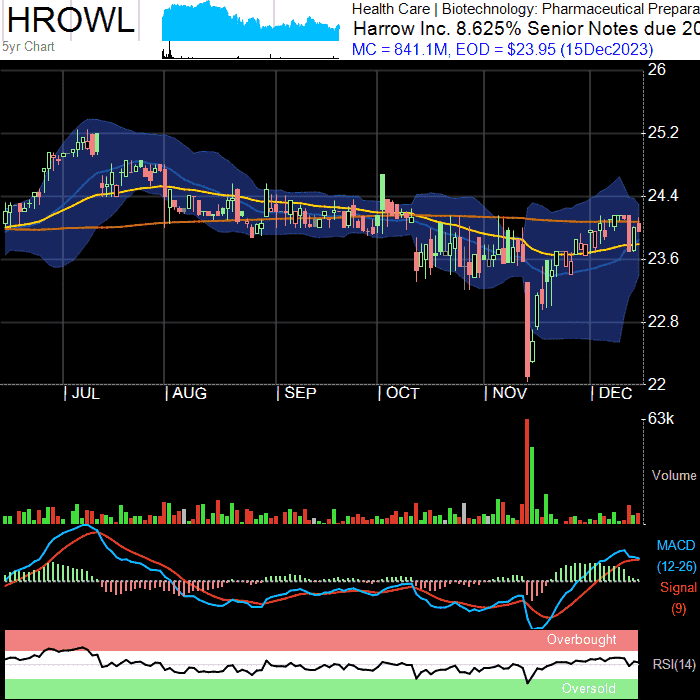 HROWL
5yr Chart
Health Care | Biotechnology: Pharmaceutical Prepara
Harrow Inc. 8.625% Senior Notes due 20
MC = 841.1M, EOD = $23.95 (15Dec2023)
26
25.2
24.4
23.6
22.8
22
| JUL | AUG | SEP | OCT | NOV | DEC
63k
Volume
MACD
(12-26)
Signal
(9)
Overbought
RSI(14)
Oversold